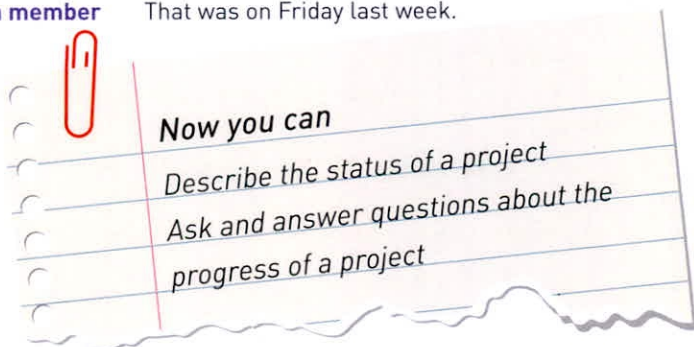 member That was on Friday last week.
Now you can
Describe the status of a project
Ask and answer questions about the
progress of a project